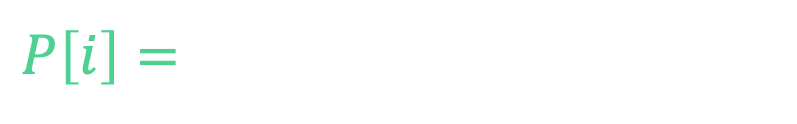 P[i] =